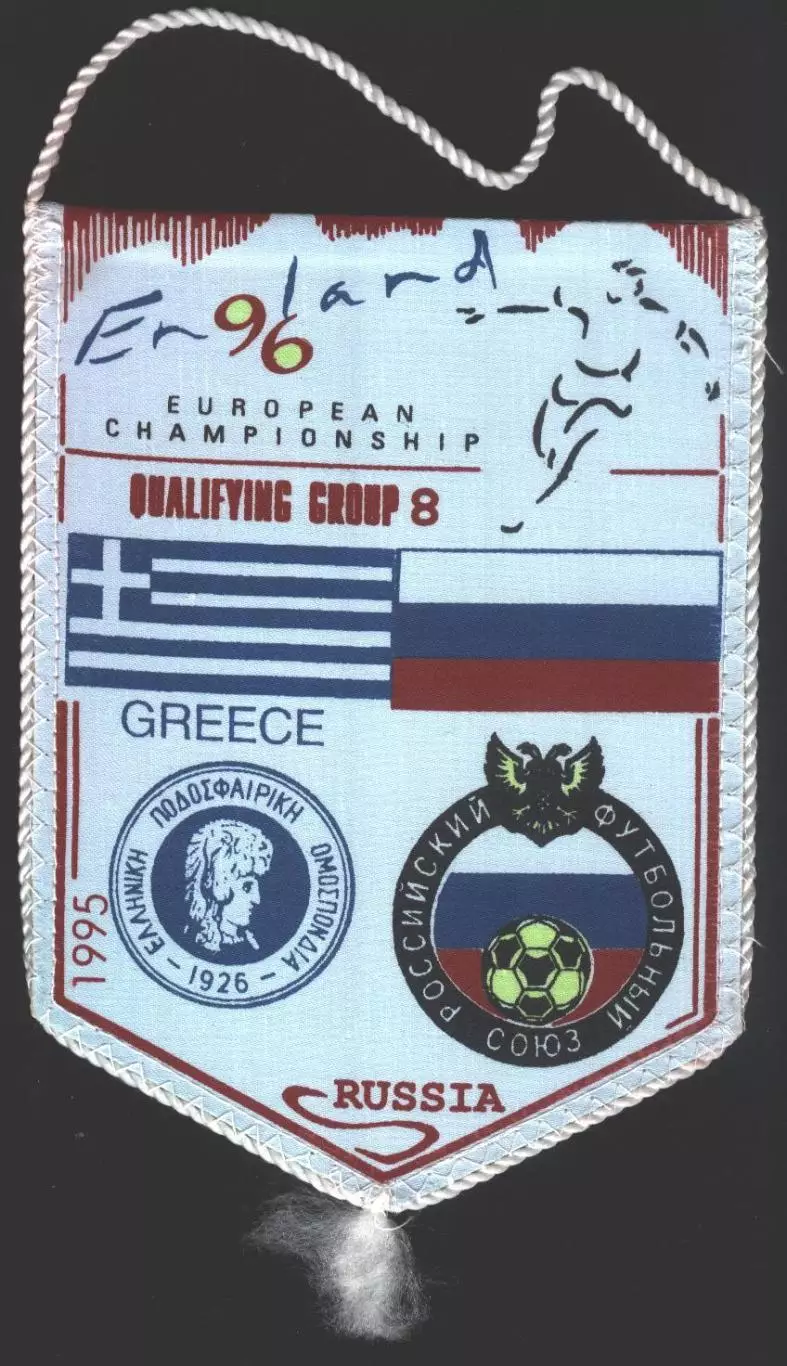 England
96
EUROPEAN
CHAMPIONSHIP
QUALIFYING GROUP 8
GREECE
ΕΛΛΗΝΙΚΗ ΠΟΔΟΣΦΑΙΡΙΚΗ ΟΜΟΣΠΟΝΔΙΑ
- 1926 -
РОССИЙСКИЙ ФУТБОЛЬНЫЙ СОЮЗ
1995
RUSSIA